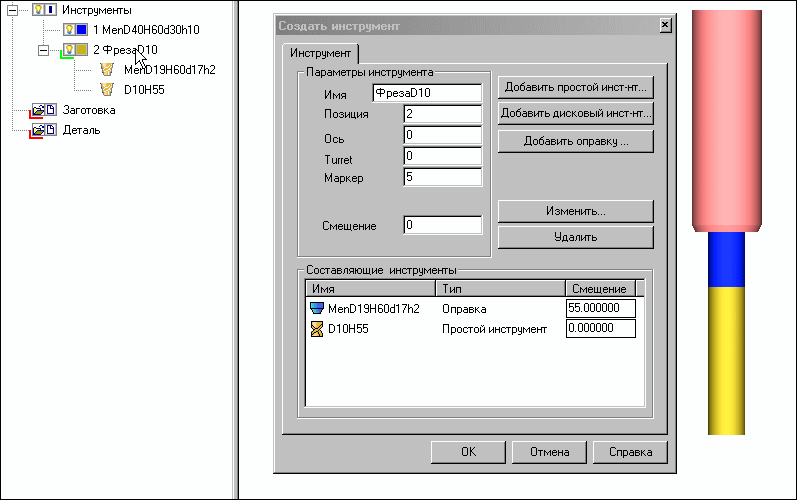 Инструменты
1 MenD40H60d30h10
2 ФрезаD10
MenD19H60d17h2
D10H55
Заготовка
Деталь
Создать инструмент
Инструмент
Параметры инструмента
Имя ФрезаD10
Позиция 2
Ось 0
Turret 0
Маркер 5
Смещение 0
Добавить простой инст-нт...
Добавить дисковый инст-нт...
Добавить оправку ...
Изменить...
Удалить
Составляющие инструменты
Имя Тип Смещение
MenD19H60d17h2 Оправка 55.000000
D10H55 Простой инструмент 0.000000
OK Отмена Справка